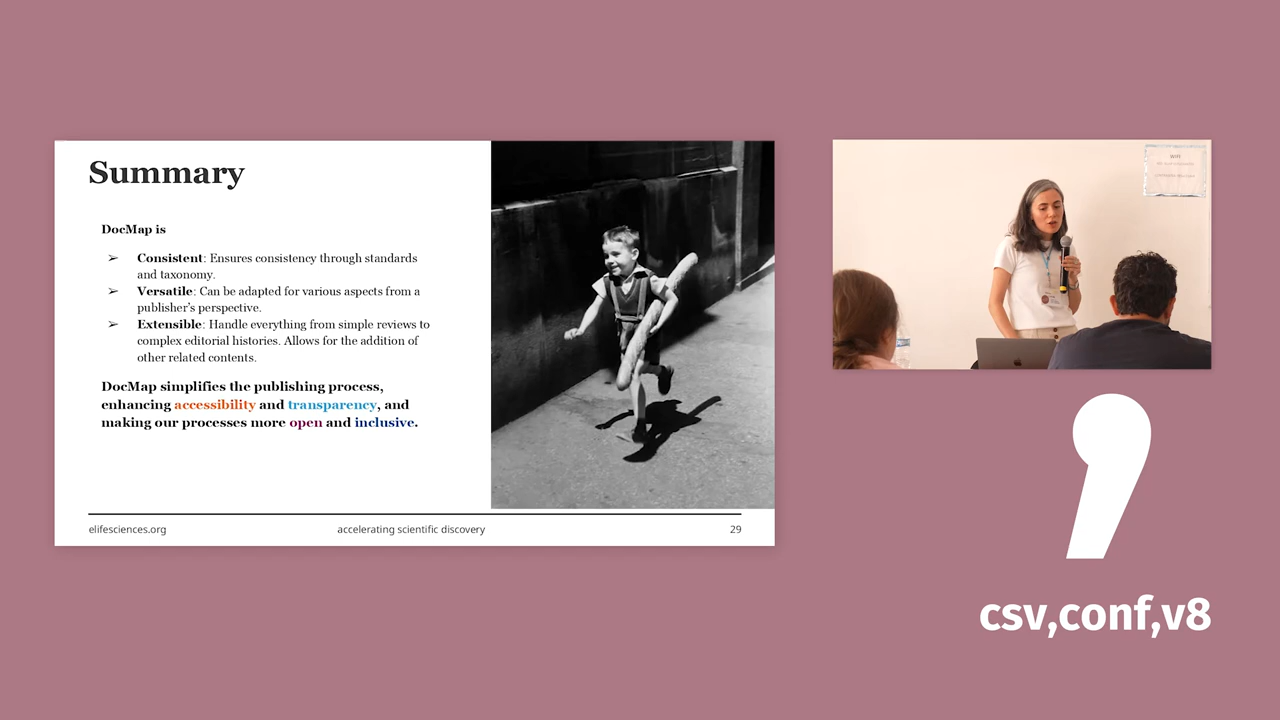 Summary
DocMap is
➢ Consistent: Ensures consistency through standards
and taxonomy.
➢ Versatile: Can be adapted for various aspects from a
publisher's perspective.
➢ Extensible: Handle everything from simple reviews to
complex editorial histories. Allows for the addition of
other related contents.
DocMap simplifies the publishing process,
enhancing accessibility and transparency, and
making our processes more open and inclusive.
elifesciences.org
accelerating scientific discovery
29
WIFI
csv,conf,v8